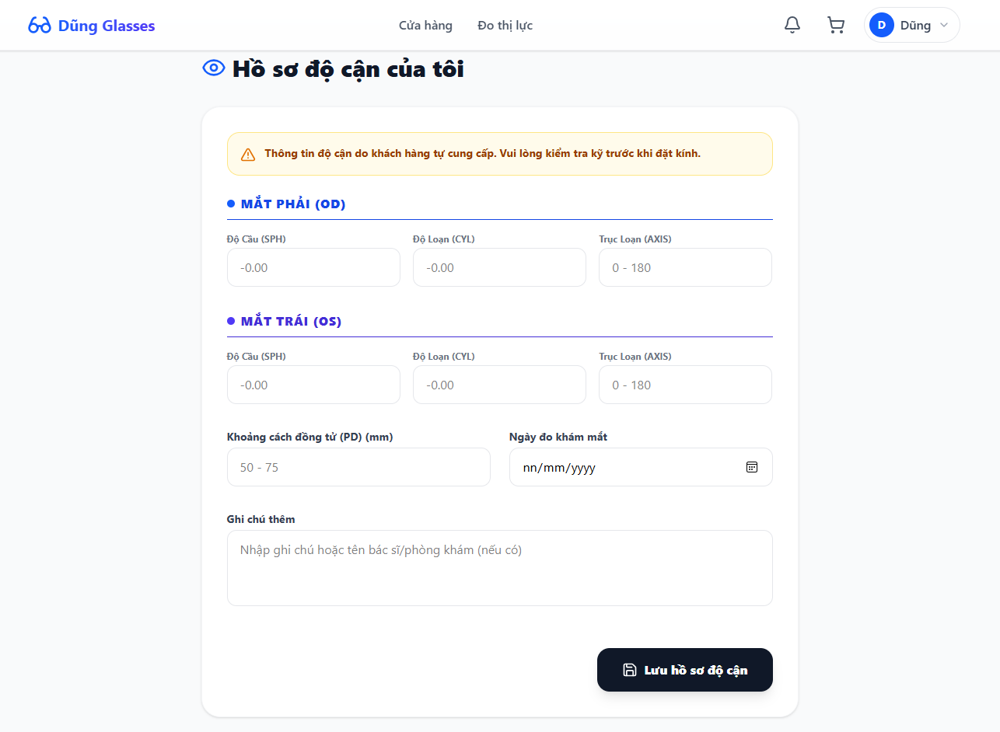 Dũng Glasses
Cửa hàng
Đo thị lực
D
Dũng
Hồ sơ độ cận của tôi
Thông tin độ cận do khách hàng tự cung cấp. Vui lòng kiểm tra kỹ trước khi đặt kính.
MẮT PHẢI (OD)
Độ Cầu (SPH)
Độ Loạn (CYL)
Trục Loạn (AXIS)
-0.00
-0.00
0 - 180
MẮT TRÁI (OS)
Độ Cầu (SPH)
Độ Loạn (CYL)
Trục Loạn (AXIS)
-0.00
-0.00
0 - 180
Khoảng cách đồng tử (PD) (mm)
Ngày đo khám mắt
50 - 75
nn/mm/yyyy
Ghi chú thêm
Nhập ghi chú hoặc tên bác sĩ/phòng khám (nếu có)
Lưu hồ sơ độ cận